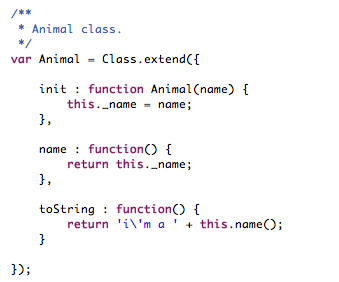 /**
 * Animal class.
 */
var Animal = Class.extend({

    init : function Animal(name) {
        this._name = name;
    },

    name : function() {
        return this._name;
    },

    toString : function() {
        return 'i\'m a ' + this.name();
    }

});